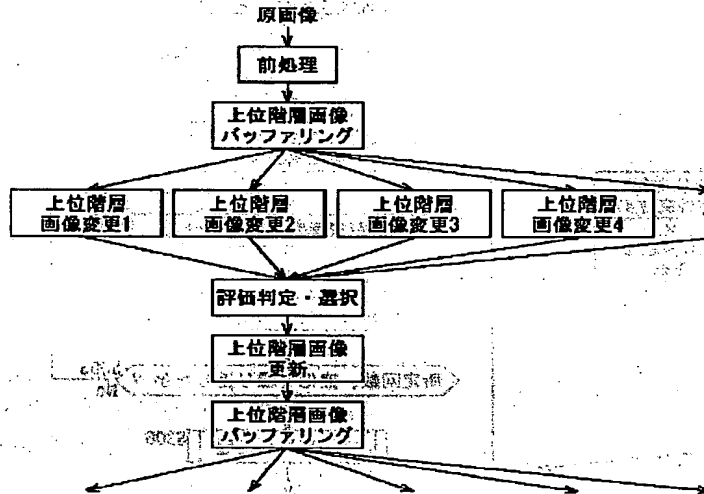 原画像
前処理
上位階層画像
バッファリング
上位階層
画像変更1
上位階層
画像変更2
上位階層
画像変更3
上位階層
画像変更4
評価判定・選択
上位階層画像
更新
上位階層画像
バッファリング